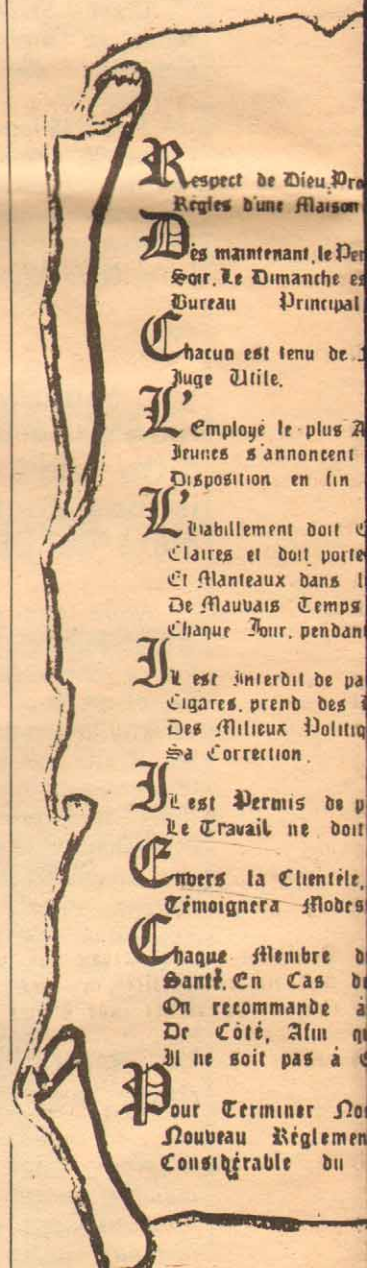 Respect de Dieu, Pro
Règles d'une Maison
Dès maintenant, le Per
Soir. Le Dimanche es
Bureau Principal
Chacun est tenu de
Juge Utile.
L'Employé le plus A
Jeunes s'annoncent
Disposition en fin
L'Habillement doit E
Claires et doit porte
Et Manteaux dans l
De Mauvais Temps
Chaque Jour, pendant
Il est Interdit de pa
Cigares, prend des
Des Milieux Politiq
Sa Correction.
Il est Permis de p
Le Travail ne doit
Envers la Clientèle,
Témoignera Modes
Chaque Membre d
Santé. En Cas de
On recommande à
De Côté, Afin qu
Il ne soit pas à
Pour Terminer No
Nouveau Réglemen
Considérable du